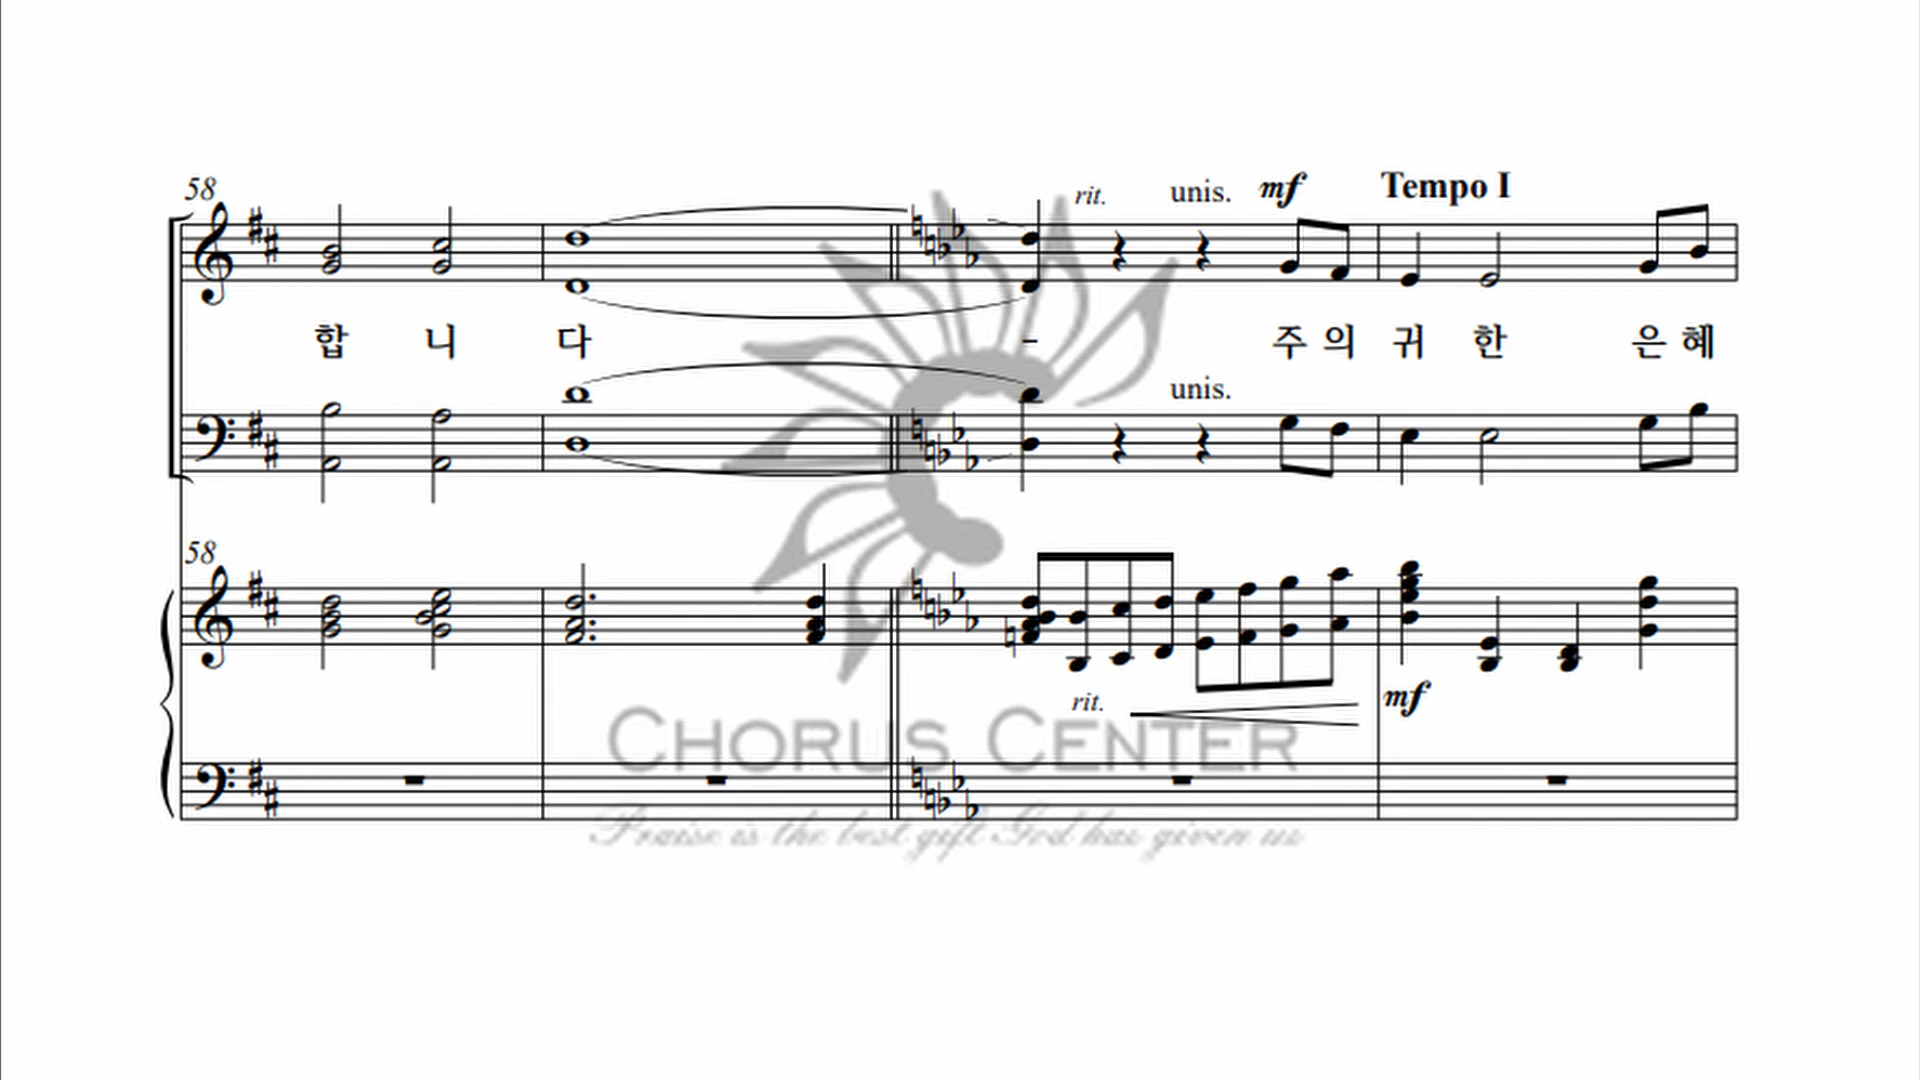 58
rit. unis. mf Tempo I
합 니 다 - 주 의 귀 한 은 혜
unis.
58
rit. mf
CHORUS CENTER
Praise is the best gift God has given us